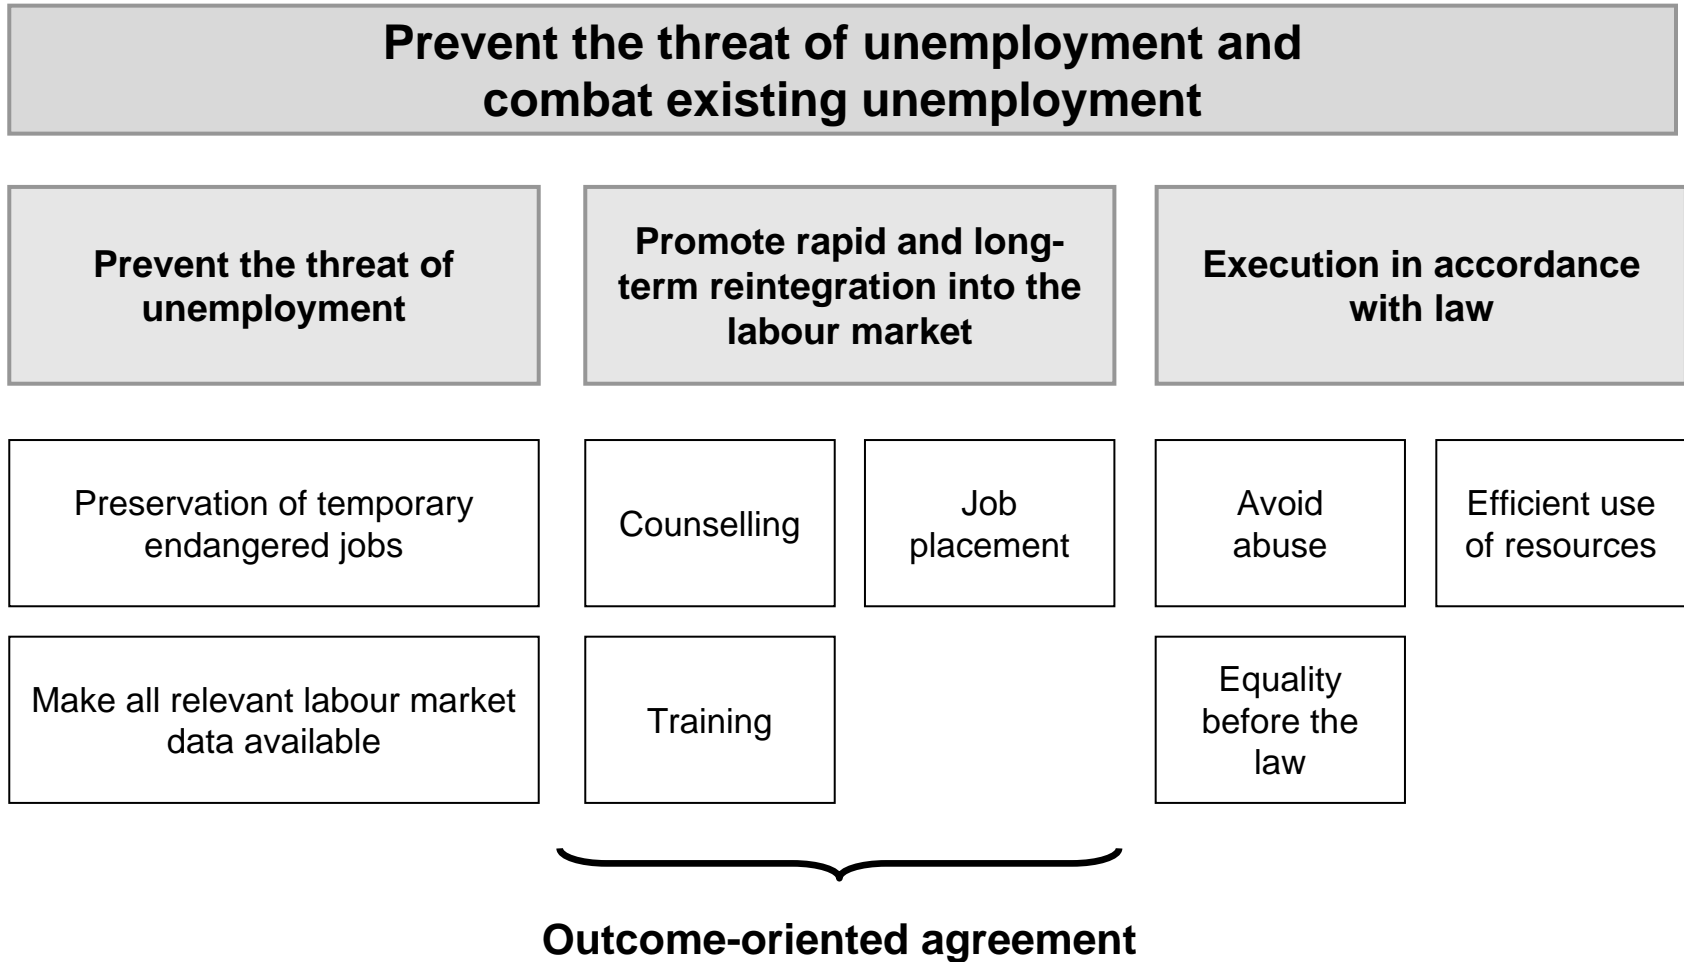 Prevent the threat of unemployment and
combat existing unemployment
Prevent the threat of
unemployment
Promote rapid and long-
term reintegration into the
labour market
Execution in accordance
with law
Preservation of temporary
endangered jobs
Counselling
Job
placement
Avoid
abuse
Efficient use
of resources
Make all relevant labour market
data available
Training
Equality
before the
law
Outcome-oriented agreement